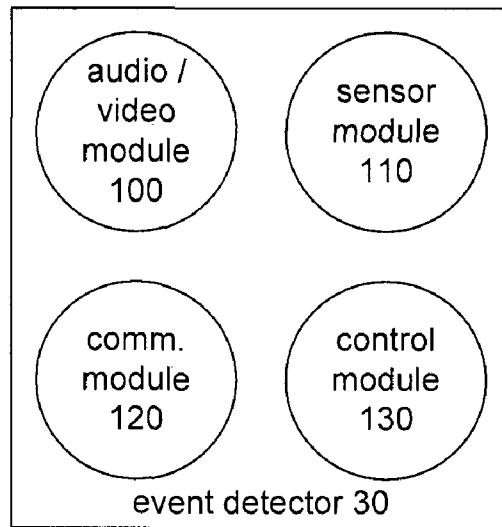 audio /
video
module
100
sensor
module
110
comm.
module
120
control
module
130
event detector 30